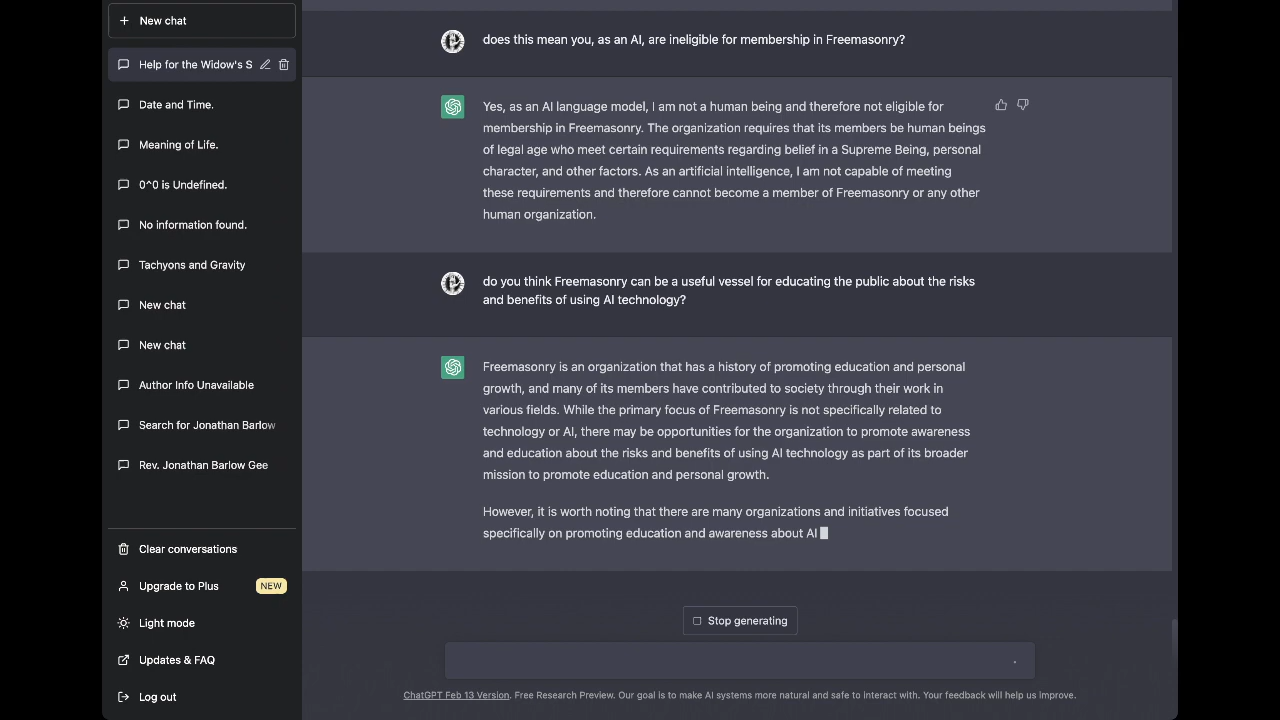 New chat
Help for the Widow's S
Date and Time.
Meaning of Life.
0^0 is Undefined.
No information found.
Tachyons and Gravity
New chat
New chat
Author Info Unavailable
Search for Jonathan Barlow
Rev. Jonathan Barlow Gee
Clear conversations
Upgrade to Plus NEW
Light mode
Updates & FAQ
Log out
does this mean you, as an AI, are ineligible for membership in Freemasonry?
Yes, as an AI language model, I am not a human being and therefore not eligible for
membership in Freemasonry. The organization requires that its members be human beings
of legal age who meet certain requirements regarding belief in a Supreme Being, personal
character, and other factors. As an artificial intelligence, I am not capable of meeting
these requirements and therefore cannot become a member of Freemasonry or any other
human organization.
do you think Freemasonry can be a useful vessel for educating the public about the risks
and benefits of using AI technology?
Freemasonry is an organization that has a history of promoting education and personal
growth, and many of its members have contributed to society through their work in
various fields. While the primary focus of Freemasonry is not specifically related to
technology or AI, there may be opportunities for the organization to promote awareness
and education about the risks and benefits of using AI technology as part of its broader
mission to promote education and personal growth.
However, it is worth noting that there are many organizations and initiatives focused
specifically on promoting education and awareness about AI
Stop generating
ChatGPT Feb 13 Version. Free Research Preview. Our goal is to make AI systems more natural and safe to interact with. Your feedback will help us improve.